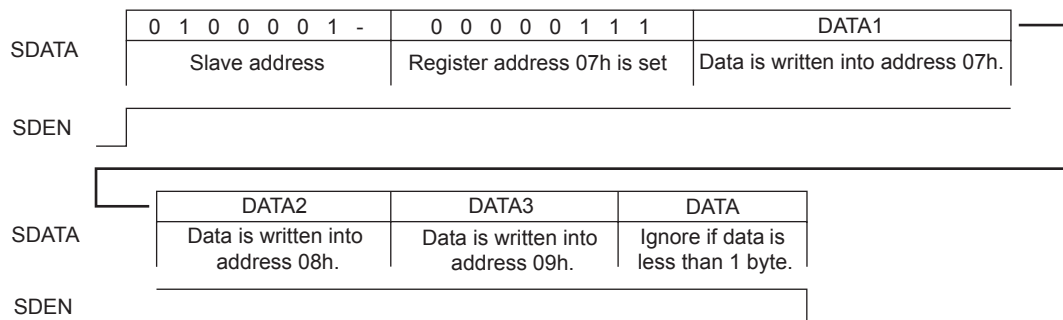 0 1 0 0 0 0 1 - 0 0 0 0 0 1 1 1 DATA1
SDATA
Slave address Register address 07h is set Data is written into address 07h.
SDEN
DATA2 DATA3 DATA
SDATA
Data is written into Data is written into Ignore if data is
address 08h. address 09h. less than 1 byte.
SDEN